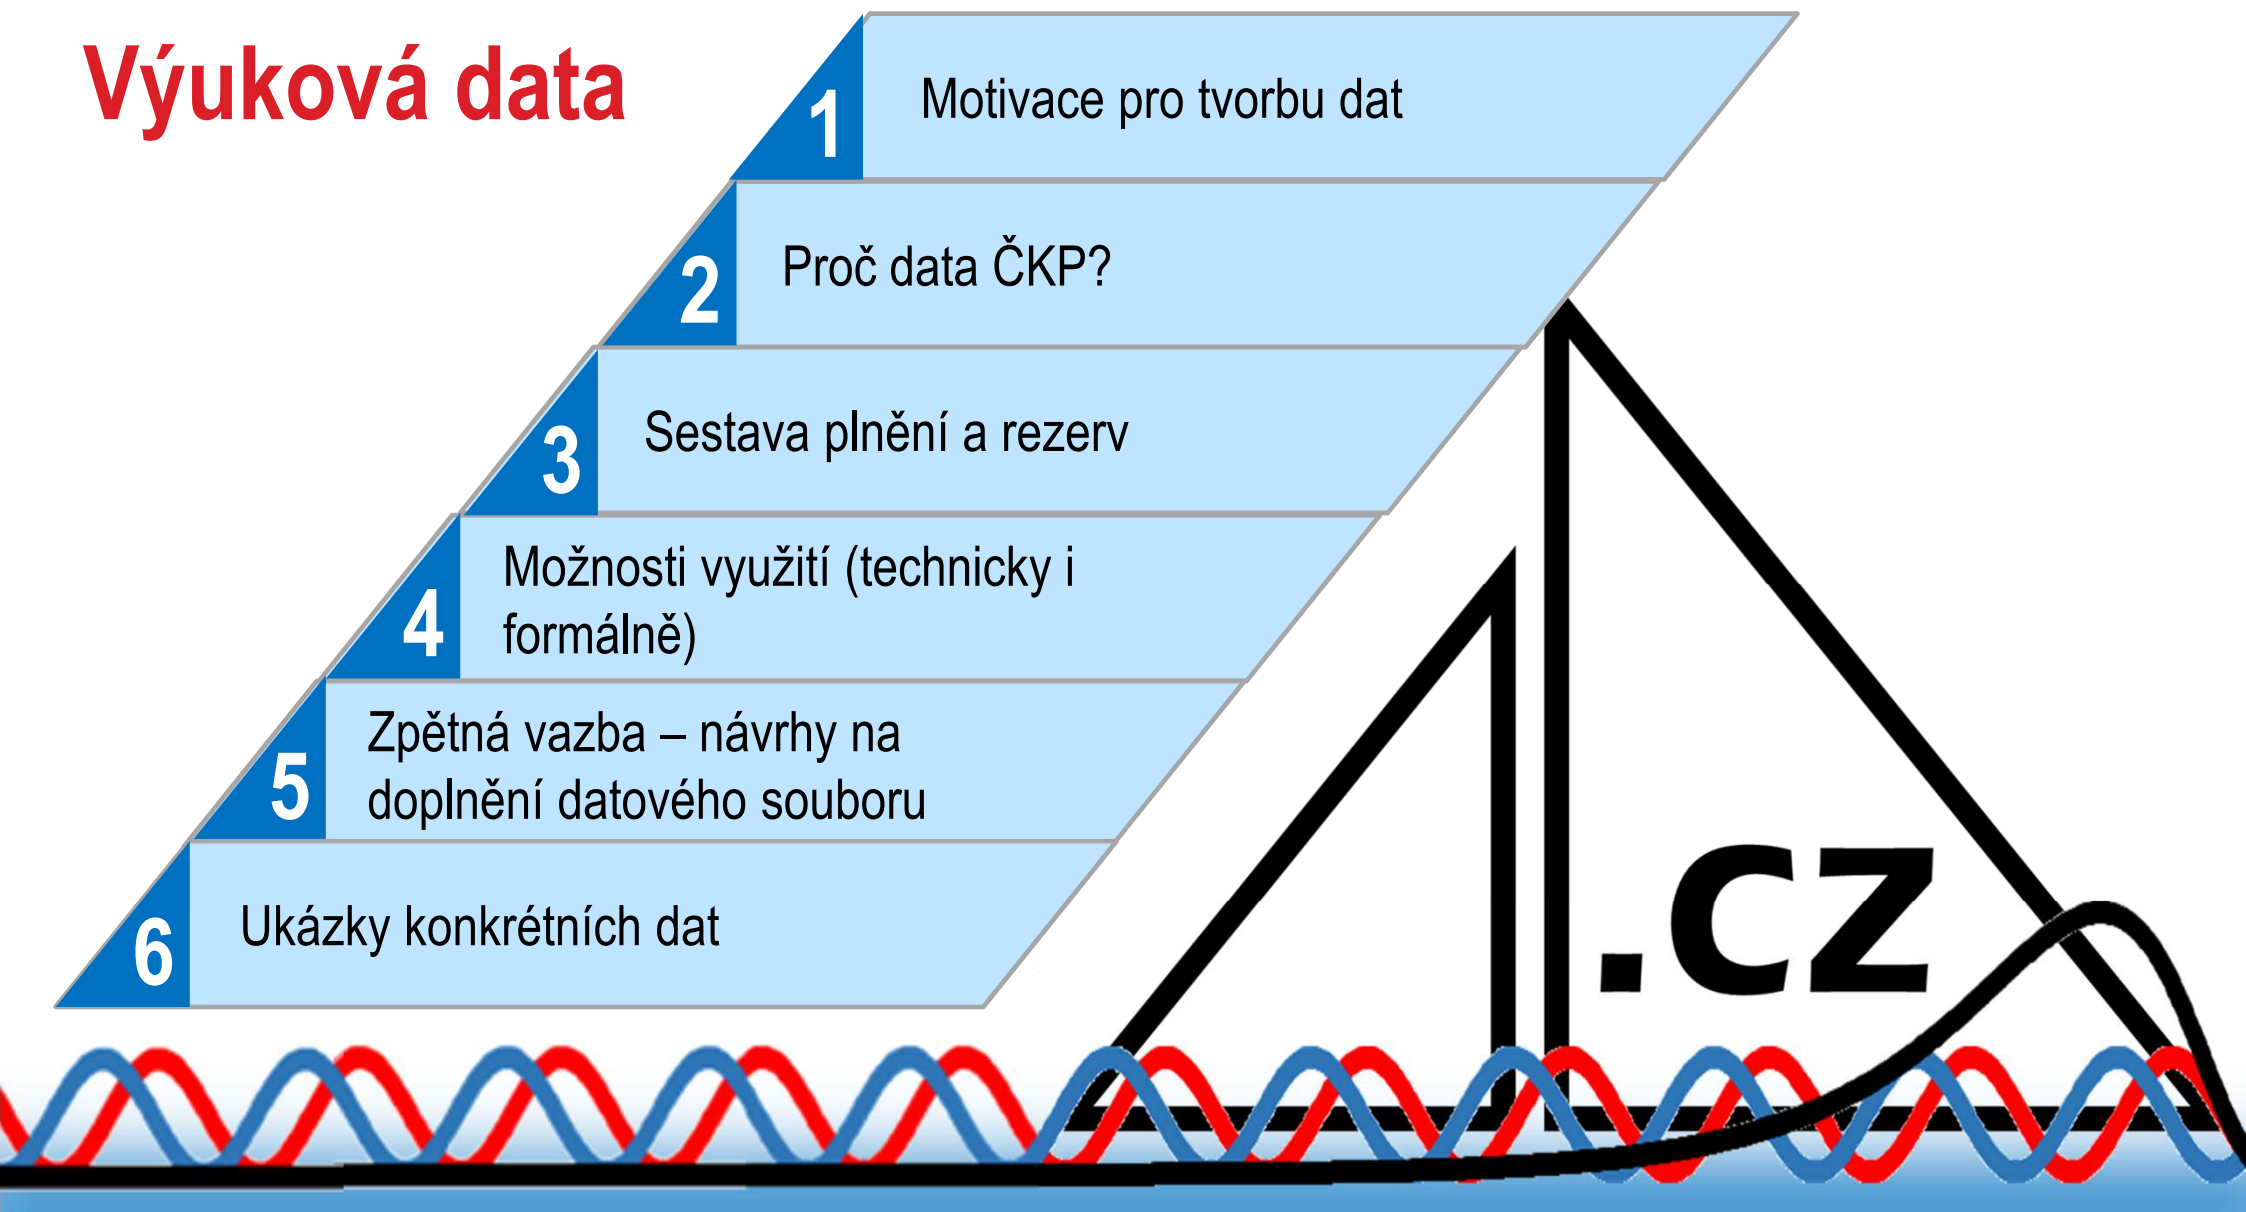 Výuková data
1
Motivace pro tvorbu dat
2
Proč data ČKP?
3
Sestava plnění a rezerv
4
Možnosti využití (technicky i
formálně)
5
Zpětná vazba – návrhy na
doplnění datového souboru
6
Ukázky konkrétních dat
.cz